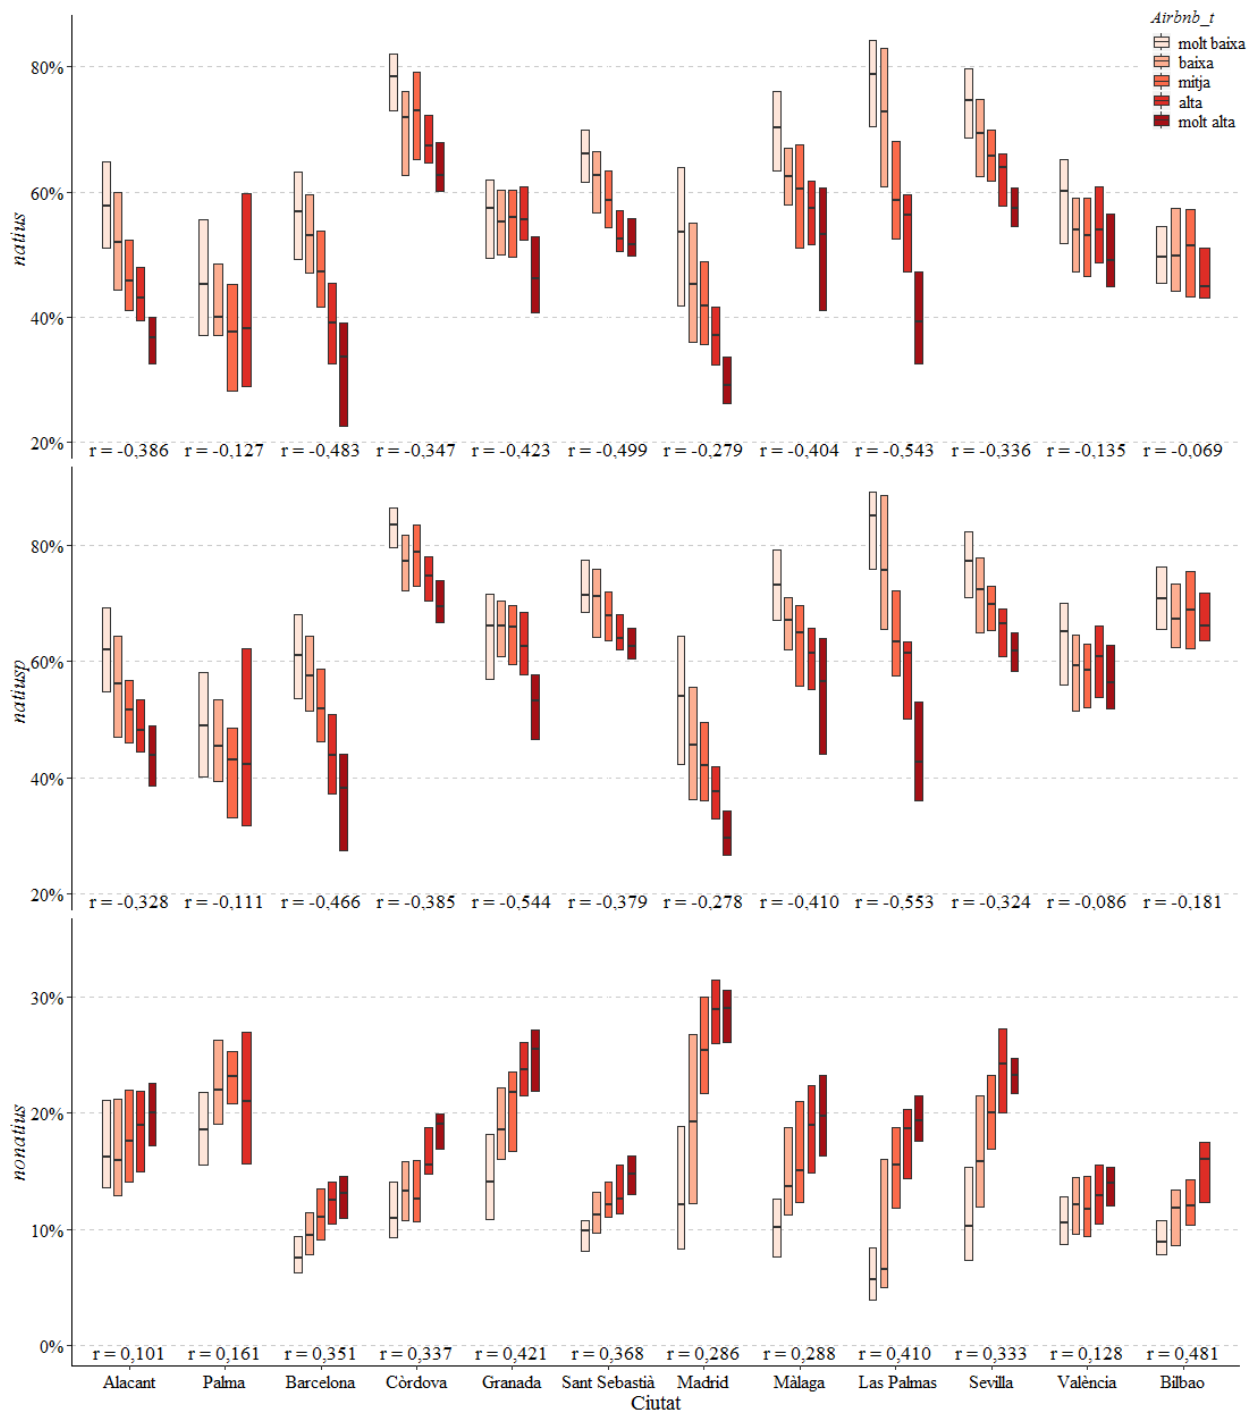 Airbnb_t
molt baixa
baixa
mitja
alta
molt alta
natius
80%
60%
40%
20%
r = -0,386 r = -0,127 r = -0,483 r = -0,347 r = -0,423 r = -0,499 r = -0,279 r = -0,404 r = -0,543 r = -0,336 r = -0,135 r = -0,069
natiusp
80%
60%
40%
20%
r = -0,328 r = -0,111 r = -0,466 r = -0,385 r = -0,544 r = -0,379 r = -0,278 r = -0,410 r = -0,553 r = -0,324 r = -0,086 r = -0,181
nonatius
30%
20%
10%
0%
r = 0,101 r = 0,161 r = 0,351 r = 0,337 r = 0,421 r = 0,368 r = 0,286 r = 0,288 r = 0,410 r = 0,333 r = 0,128 r = 0,481
Alacant Palma Barcelona Còrdova Granada Sant Sebastià Madrid Màlaga Las Palmas Sevilla València Bilbao
Ciutat